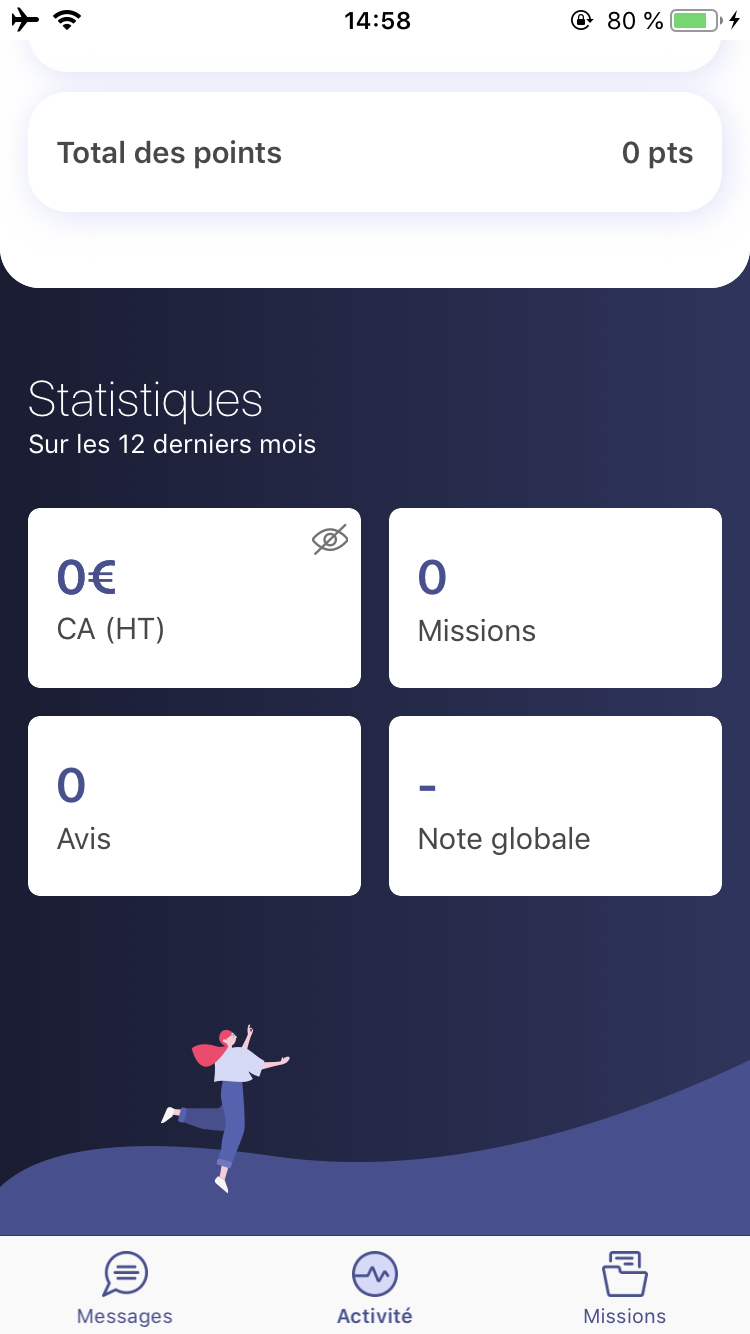 14:58
80 %
Total des points
0 pts
Statistiques
Sur les 12 derniers mois
0€
CA (HT)
0
Missions
0
Avis
-
Note globale
Messages
Activité
Missions